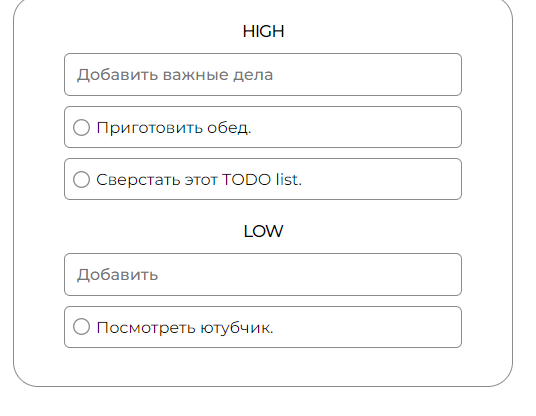 HIGH
Добавить важные дела
Приготовить обед.
Сверстать этот TODO list.
LOW
Добавить
Посмотреть ютубчик.